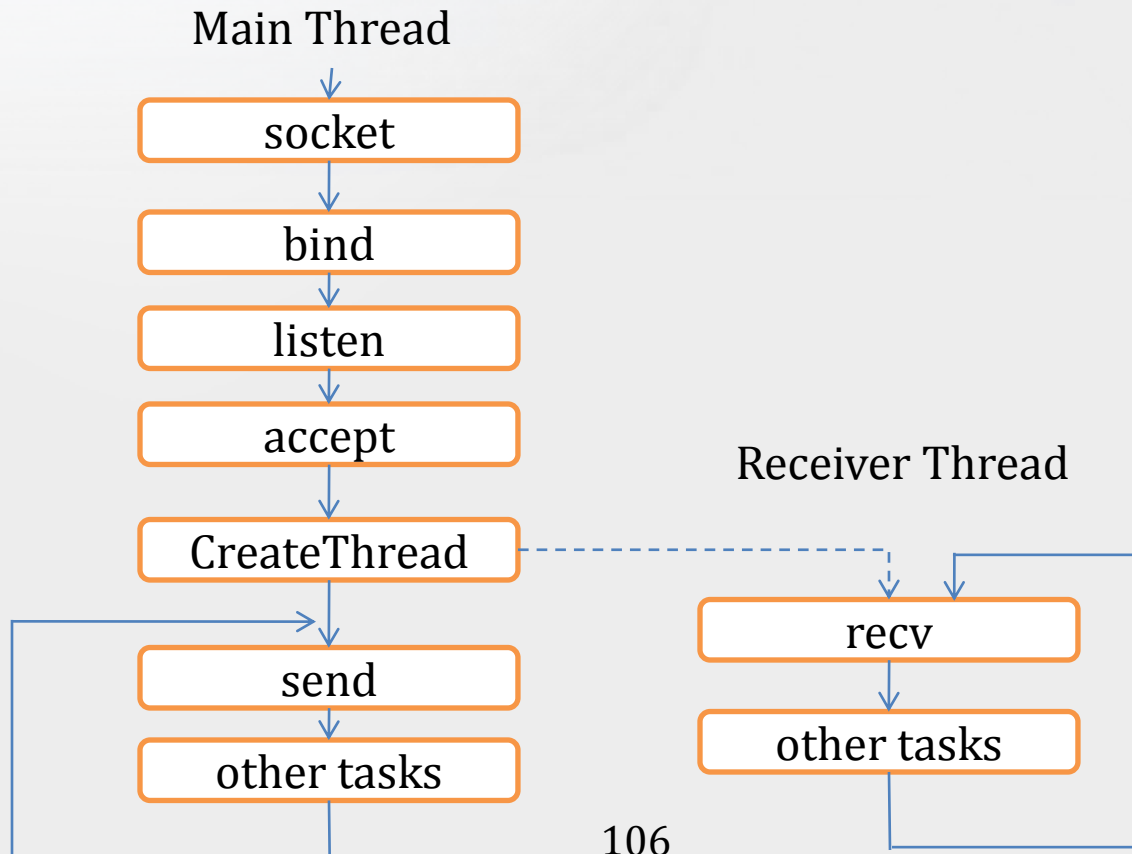 Main Thread
socket
bind
listen
accept
CreateThread
send
other tasks
Receiver Thread
recv
other tasks
106